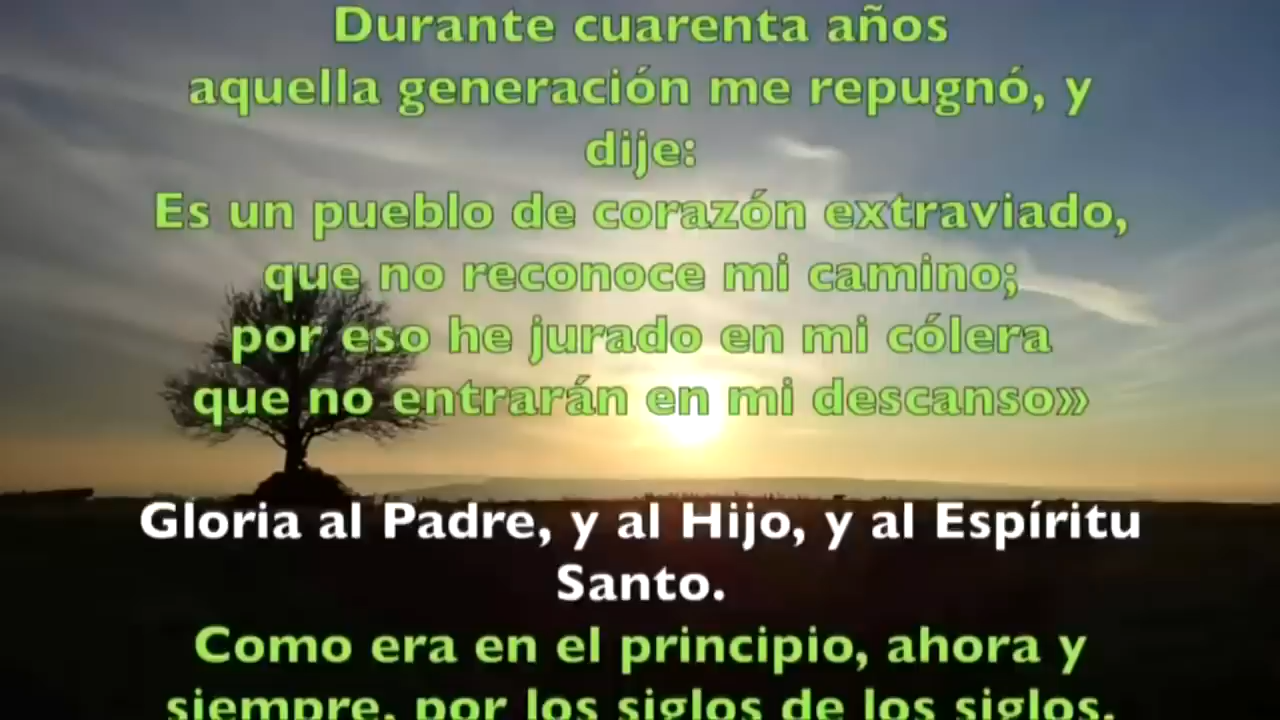 Durante cuarenta años
aquella generación me repugnó, y
dije:
Es un pueblo de corazón extraviado,
que no reconoce mi camino;
por eso he jurado en mi cólera
que no entrarán en mi descanso»
Gloria al Padre, y al Hijo, y al Espíritu
Santo.
Como era en el principio, ahora y
siempre, por los siglos de los siglos.